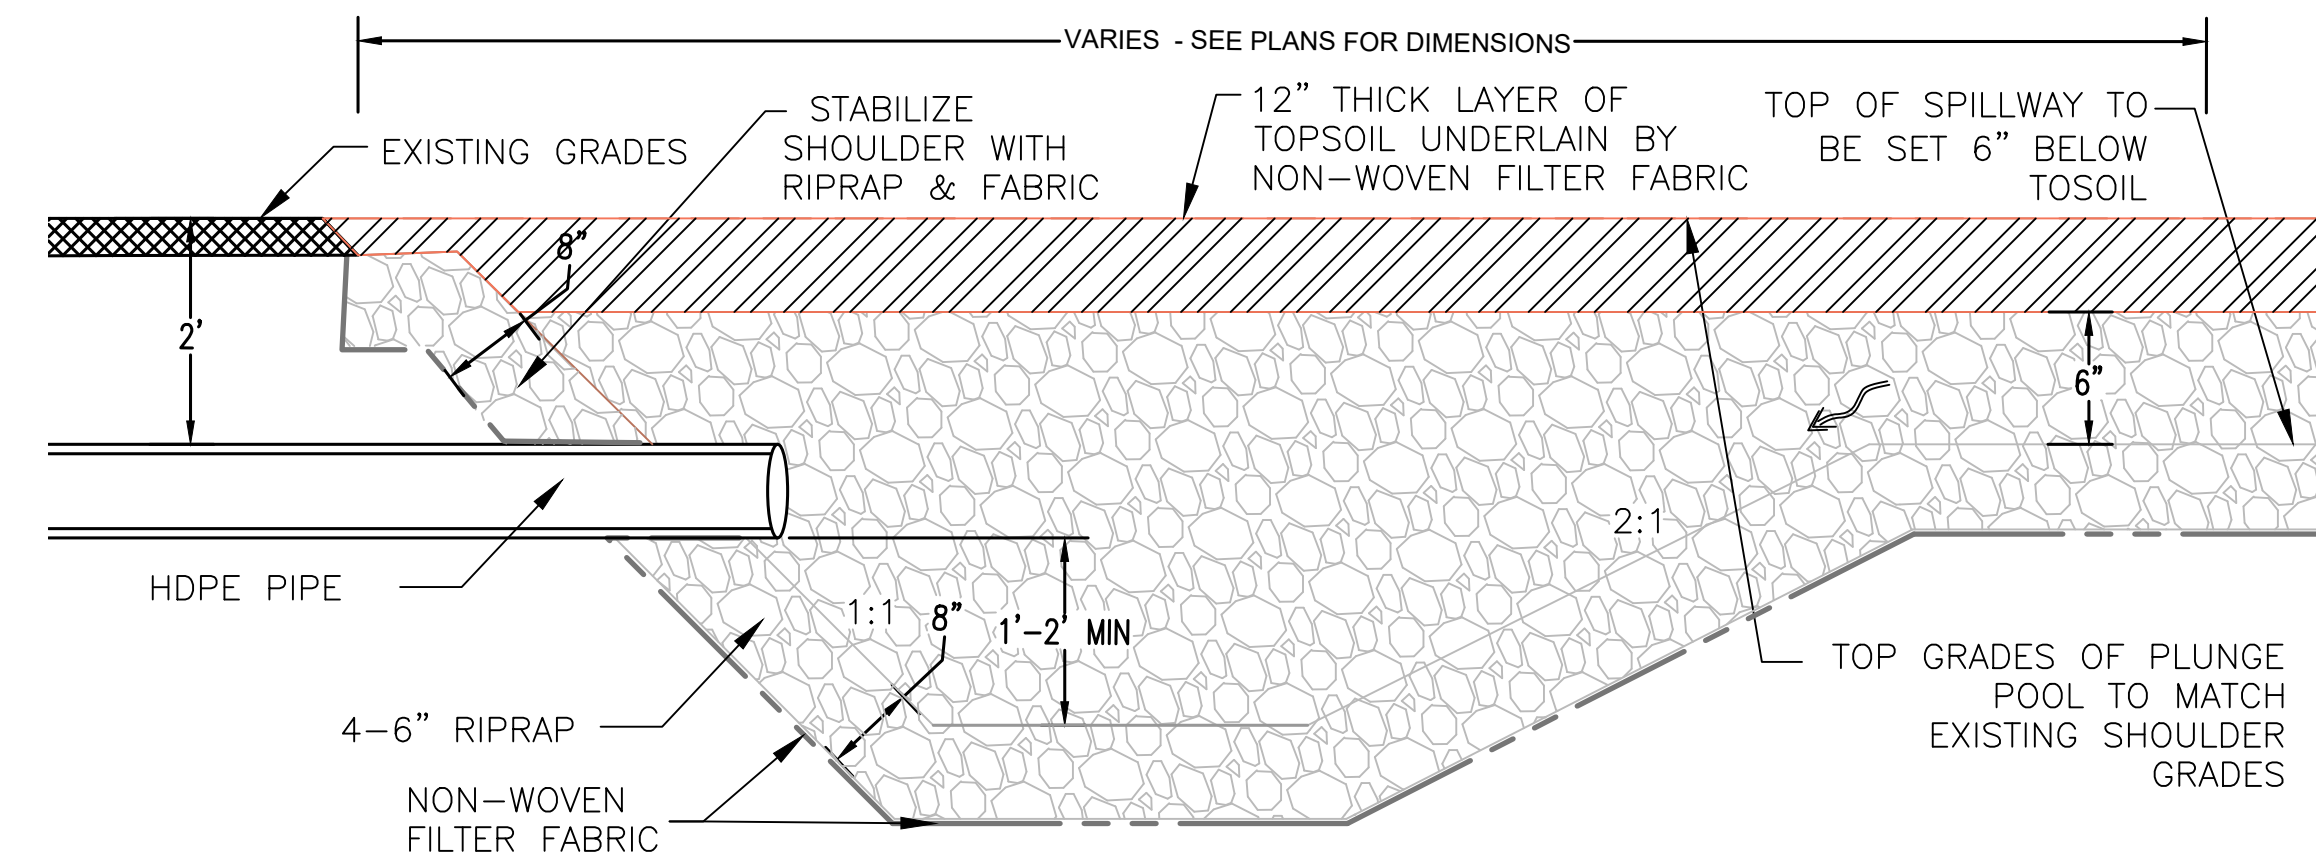 VARIES - SEE PLANS FOR DIMENSIONS
STABILIZE
SHOULDER WITH
RIPRAP & FABRIC
12” THICK LAYER OF
TOPSOIL UNDERLAIN BY
NON-WOVEN FILTER FABRIC
TOP OF SPILLWAY TO
BE SET 6” BELOW
TOSOIL
EXISTING GRADES
8”
2'
6”
2:1
HDPE PIPE
1:1
8”
1'-2' MIN
4-6” RIPRAP
NON-WOVEN
FILTER FABRIC
TOP GRADES OF PLUNGE
POOL TO MATCH
EXISTING SHOULDER
GRADES